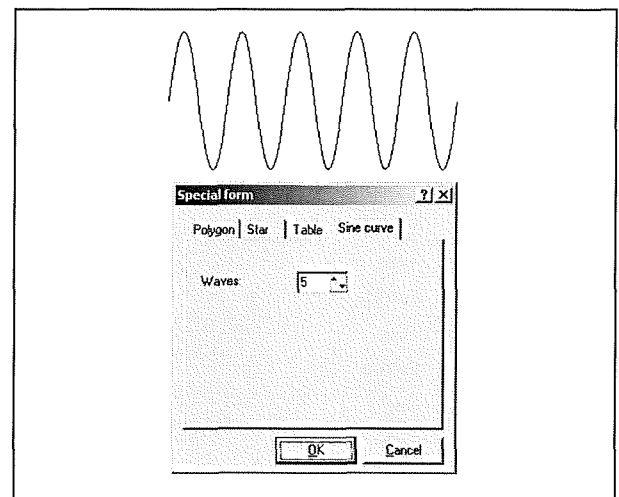 Special form ? ×
Polygon Star Table Sine curve
Waves: 5
OK Cancel